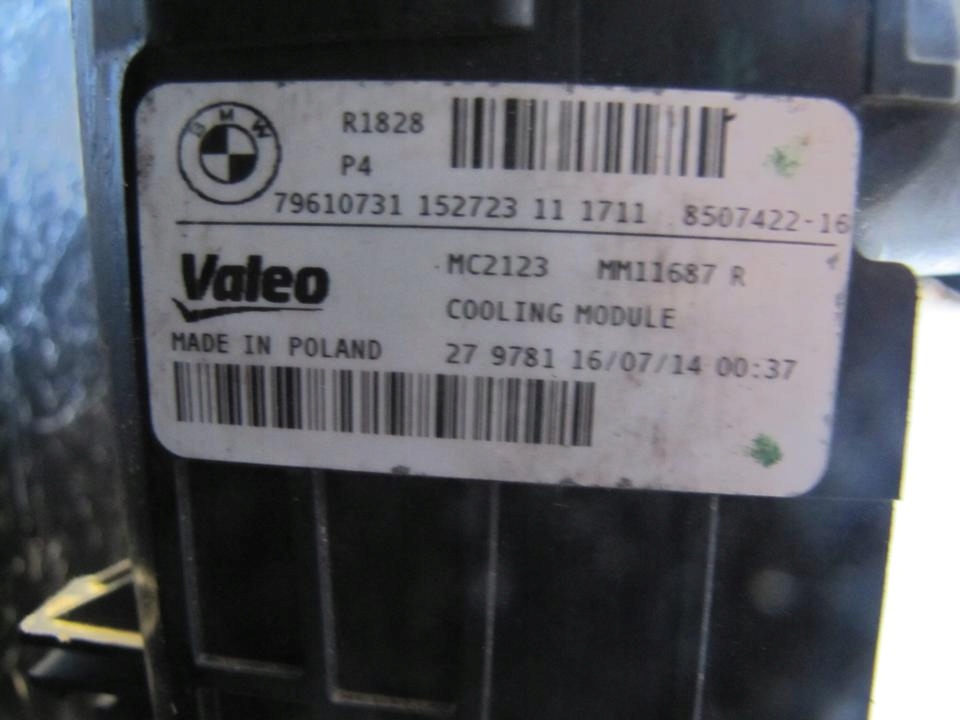 BMW
R1828
P4
79610731 152723 11 1711 8507422-16
Valeo MC2123 MM11687 R
COOLING MODULE
MADE IN POLAND 27 9781 16/07/14 00:37